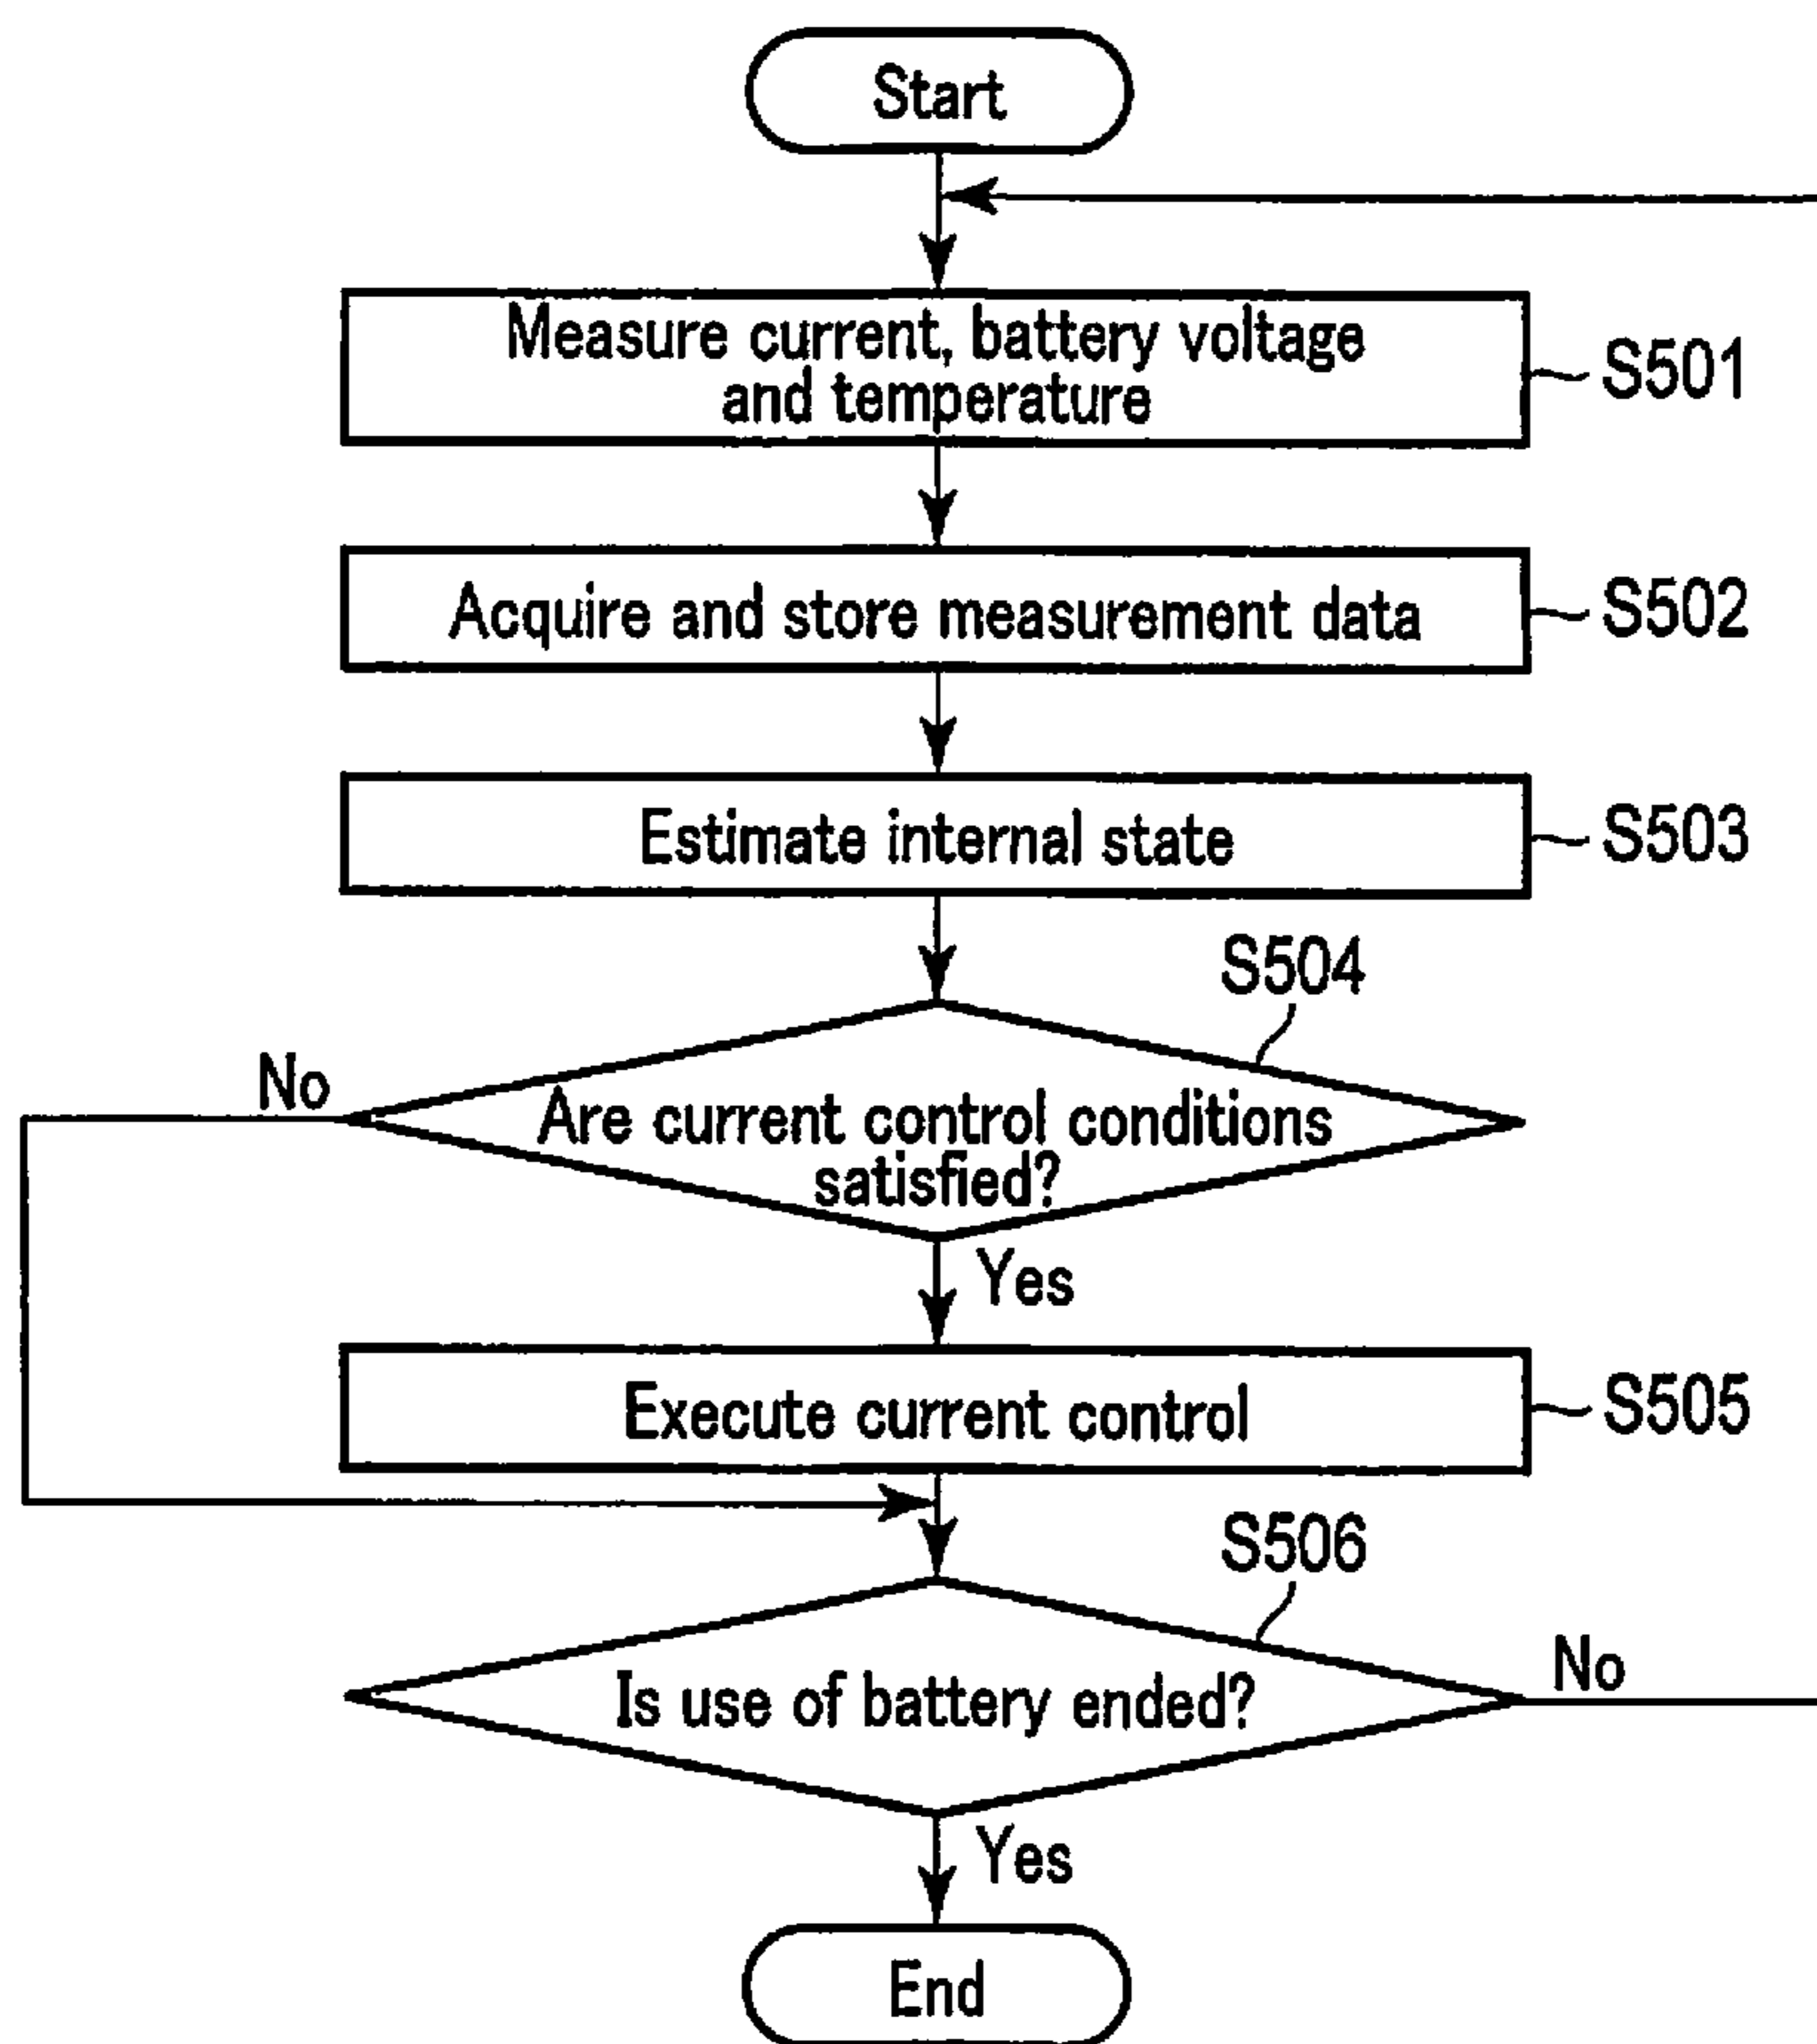 Start
Measure current, battery voltage
and temperature
S501
Acquire and store measurement data
S502
Estimate internal state
S503
S504
No
Are current control conditions
satisfied?
Yes
Execute current control
S505
S506
Is use of battery ended?
No
Yes
End